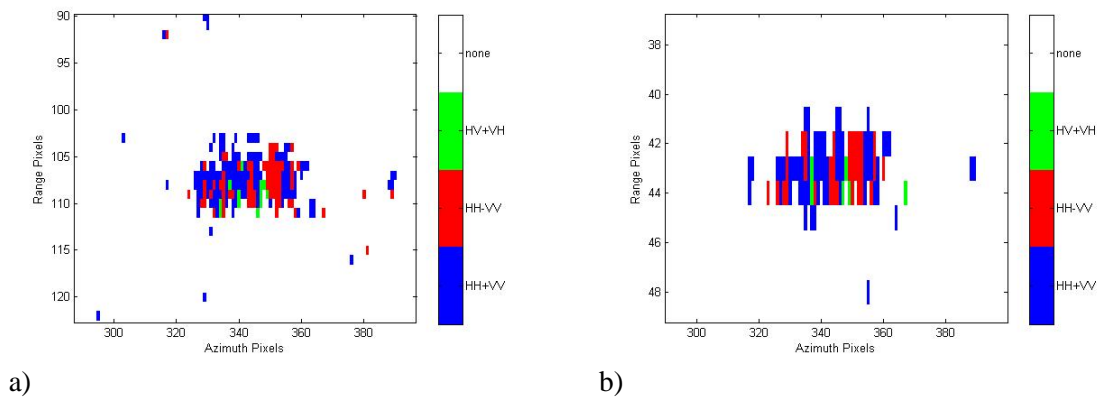 90
95
100
105
110
115
120
Range Pixels
300
320
340
360
380
Azimuth Pixels
none
HV+VH
HH-VV
HH+VV
a)
38
40
42
44
46
48
Range Pixels
300
320
340
360
380
Azimuth Pixels
none
HV+VH
HH-VV
HH+VV
b)